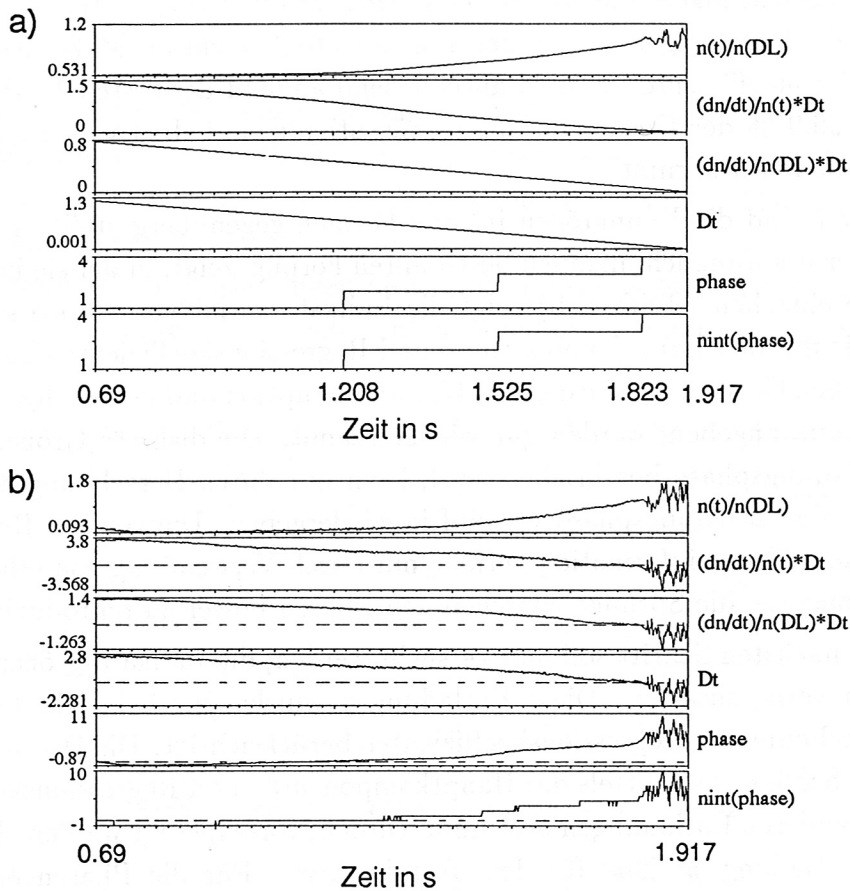 a)
1.2
0.531
n(t)/n(DL)
1.5
0
(dn/dt)/n(t)*Dt
0.8
0
(dn/dt)/n(DL)*Dt
1.3
0.001
Dt
4
1
phase
4
1
nint(phase)
0.69 1.208 1.525 1.823 1.917
Zeit in s
b)
1.8
0.093
n(t)/n(DL)
3.8
-3.568
(dn/dt)/n(t)*Dt
1.4
-1.263
(dn/dt)/n(DL)*Dt
2.8
-2.281
Dt
11
-0.87
phase
10
-1
nint(phase)
0.69 1.917
Zeit in s